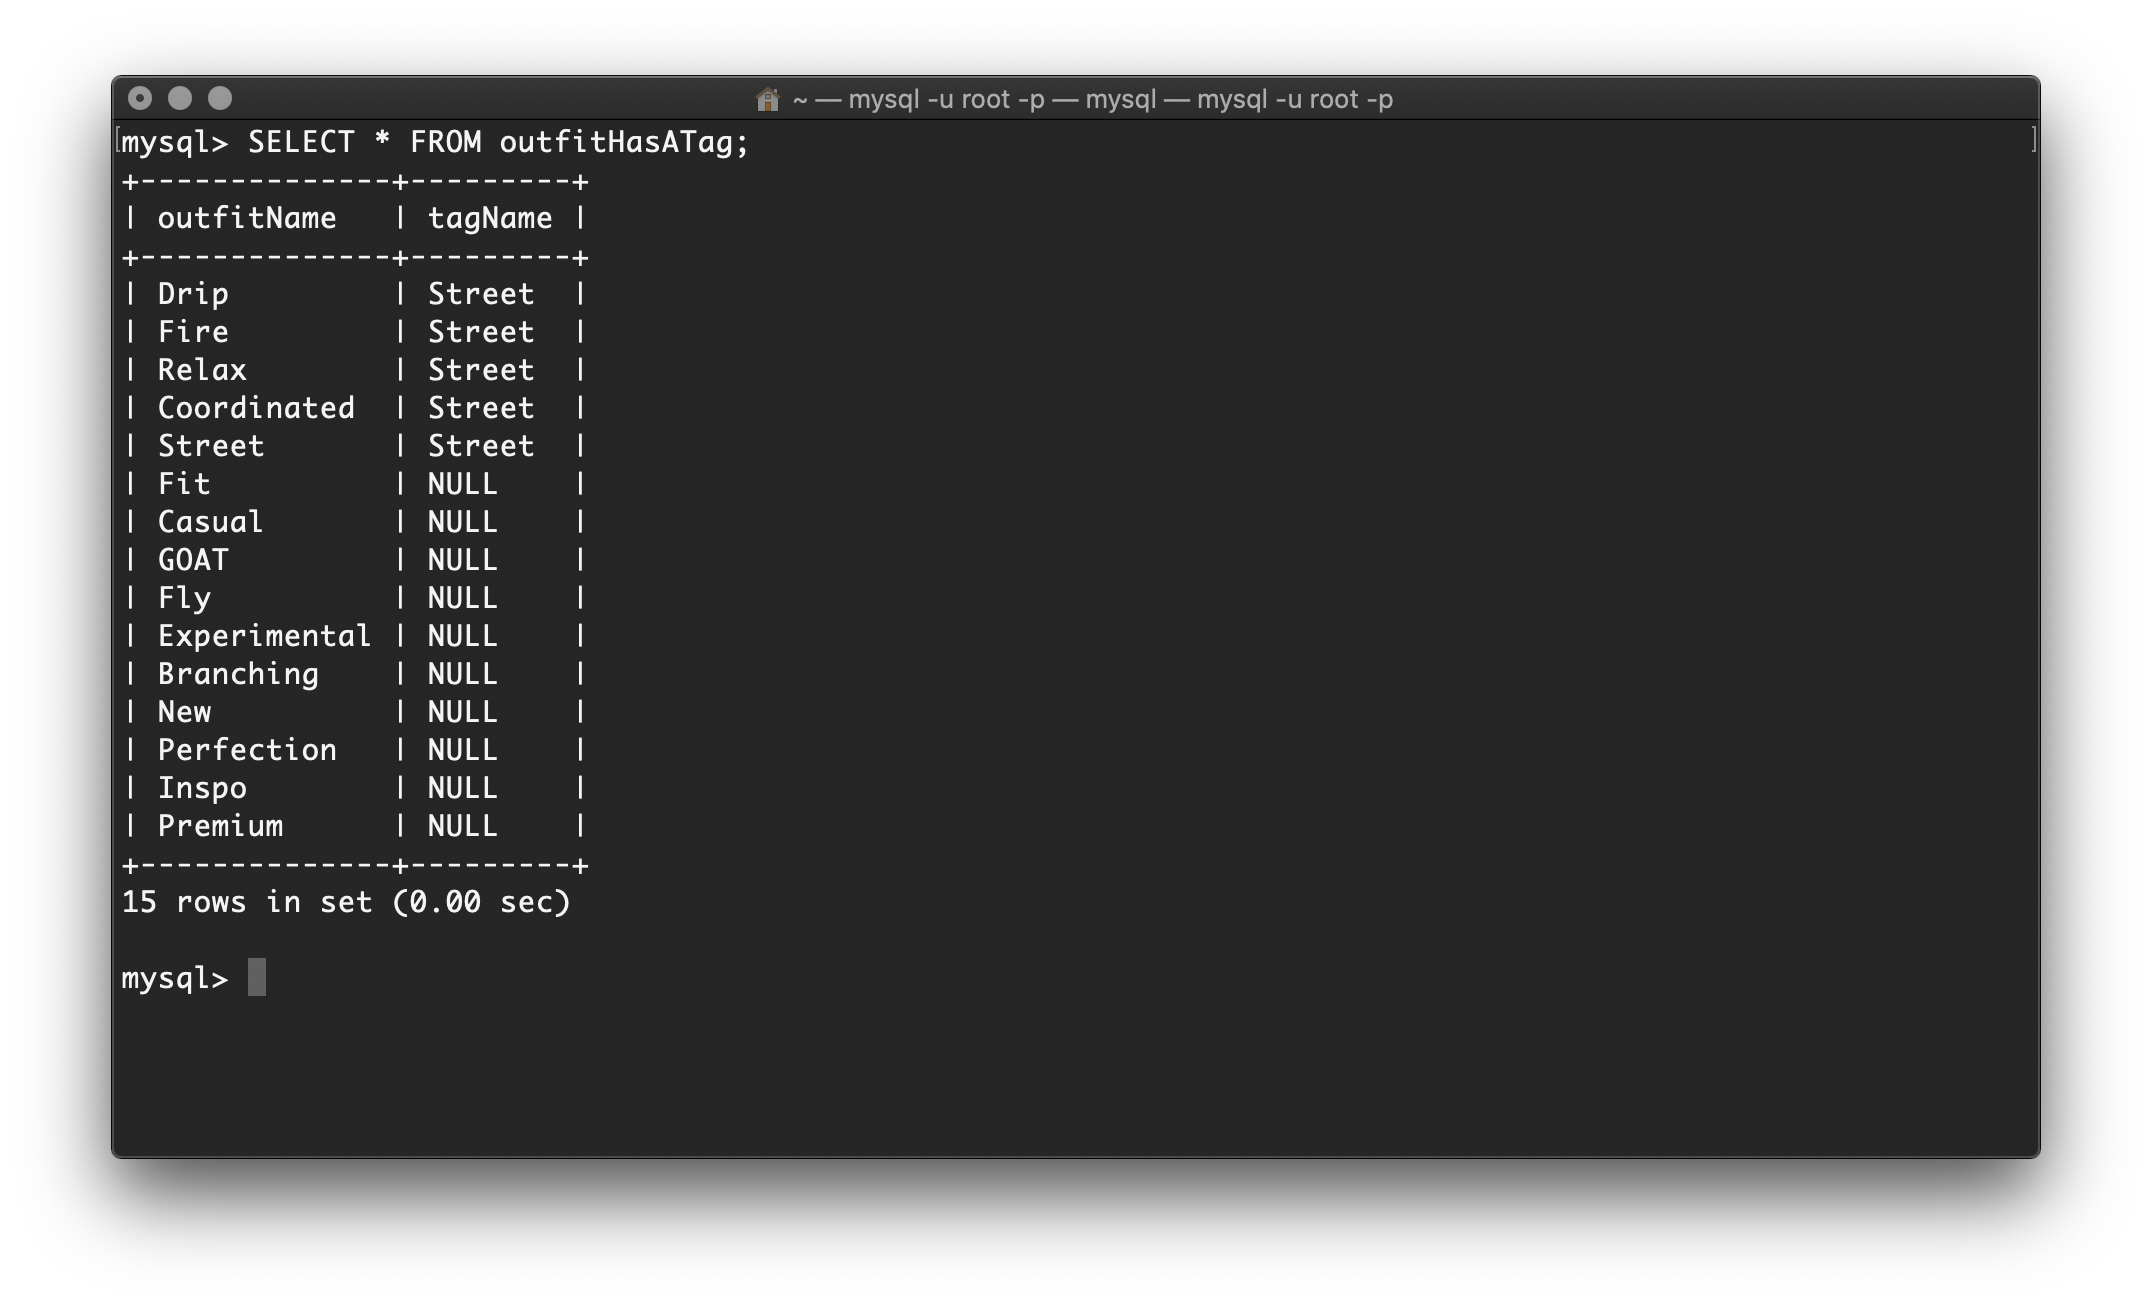 ~ — mysql -u root -p — mysql — mysql -u root -p
mysql> SELECT * FROM outfitHasATag;
+--------------+---------+
| outfitName   | tagName |
+--------------+---------+
| Drip         | Street  |
| Fire         | Street  |
| Relax        | Street  |
| Coordinated  | Street  |
| Street       | Street  |
| Fit          | NULL    |
| Casual       | NULL    |
| GOAT         | NULL    |
| Fly          | NULL    |
| Experimental | NULL    |
| Branching    | NULL    |
| New          | NULL    |
| Perfection   | NULL    |
| Inspo        | NULL    |
| Premium      | NULL    |
+--------------+---------+
15 rows in set (0.00 sec)
mysql>